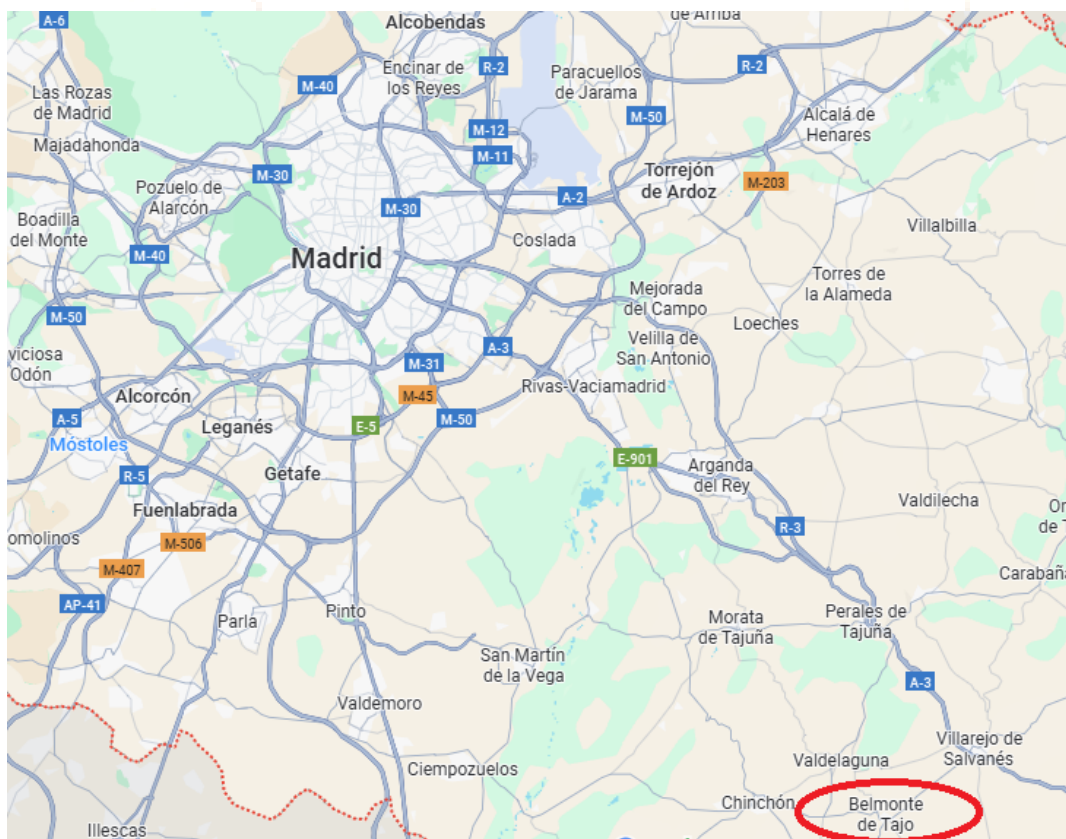 A-6
Alcobendas
de Arriba
Encinar de
los Reyes
R-2
R-2
Paracuellos
de Jarama
M-40
Las Rozas
de Madrid
Alcalá de
Henares
M-50
M-12
Majadahonda
M-11
Torrejón
de Ardoz
M-30
M-203
Pozuelo de
Alarcón
A-2
M-30
Boadilla
del Monte
Villalbilla
Coslada
M-40
Madrid
Torres de
la Alameda
Mejorada
del Campo
M-50
Loeches
Velilla de
San Antonio
A-3
viciosa
Odón
M-31
Rivas-Vaciamadrid
M-45
Alcorcón
A-5
M-50
E-5
Leganés
Móstoles
E-901
Arganda
del Rey
R-5
Getafe
Valdilecha
Fuenlabrada
On
de T
R-3
omolinos
M-506
M-407
Carabaña
AP-41
Pinto
Parla
Morata
de Tajuña
Perales de
Tajuña
San Martín
de la Vega
A-3
Valdemoro
Villarejo de
Salvanés
Valdelaguna
Ciempozuelos
Chinchón
Belmonte
de Tajo
Illescas